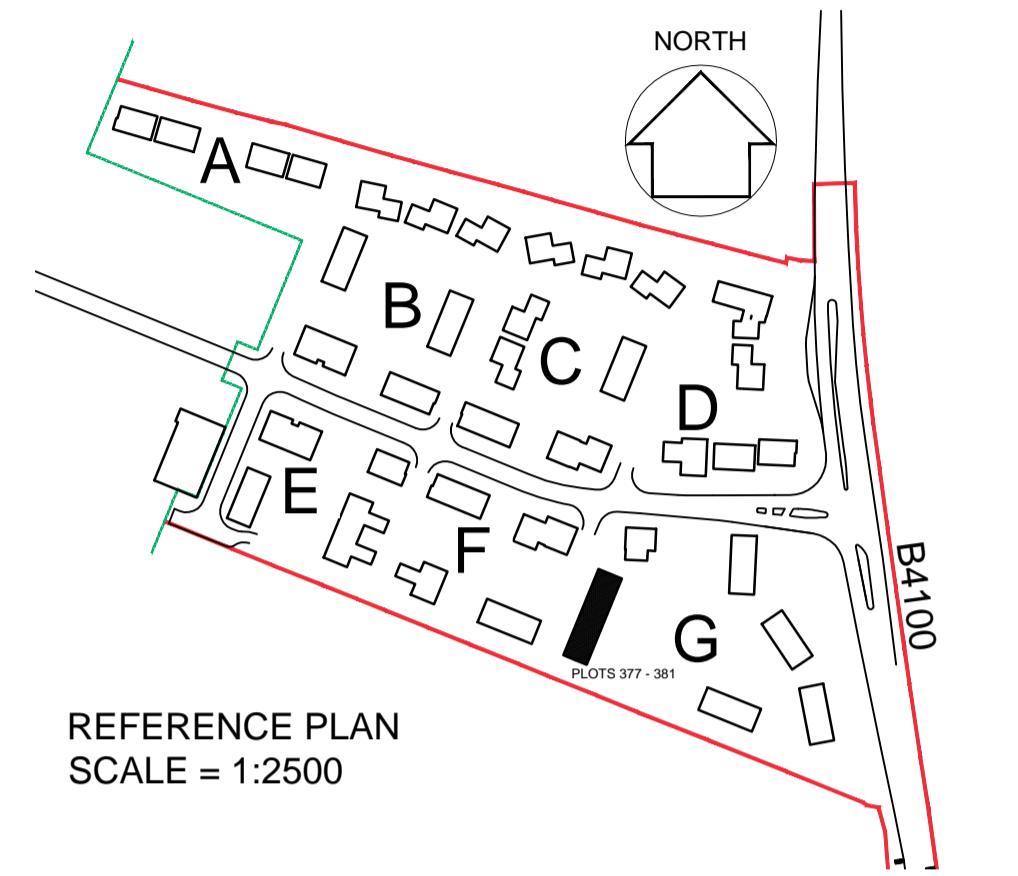 NORTH
A
B
C
D
E
F
G
B4100
PLOTS 377 - 381
REFERENCE PLAN
SCALE = 1:2500